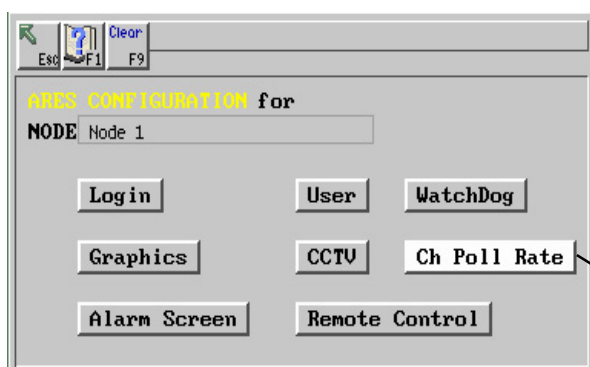 Esc F1 Clear F9
ARES CONFIGURATION for
NODE Node 1
Login User WatchDog
Graphics CCTV Ch Poll Rate
Alarm Screen Remote Control